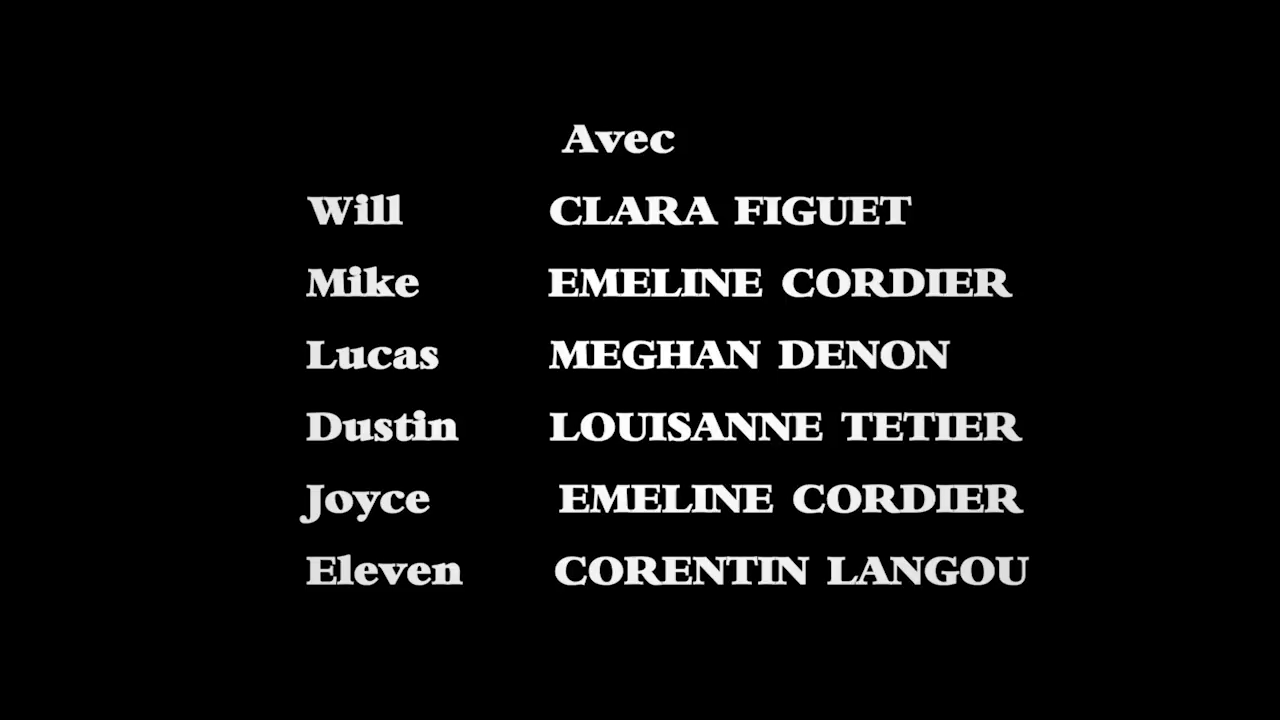 Avec
Will CLARA FIGUET
Mike EMELINE CORDIER
Lucas MEGHAN DENON
Dustin LOUISANNE TETIER
Joyce EMELINE CORDIER
Eleven CORENTIN LANGOU